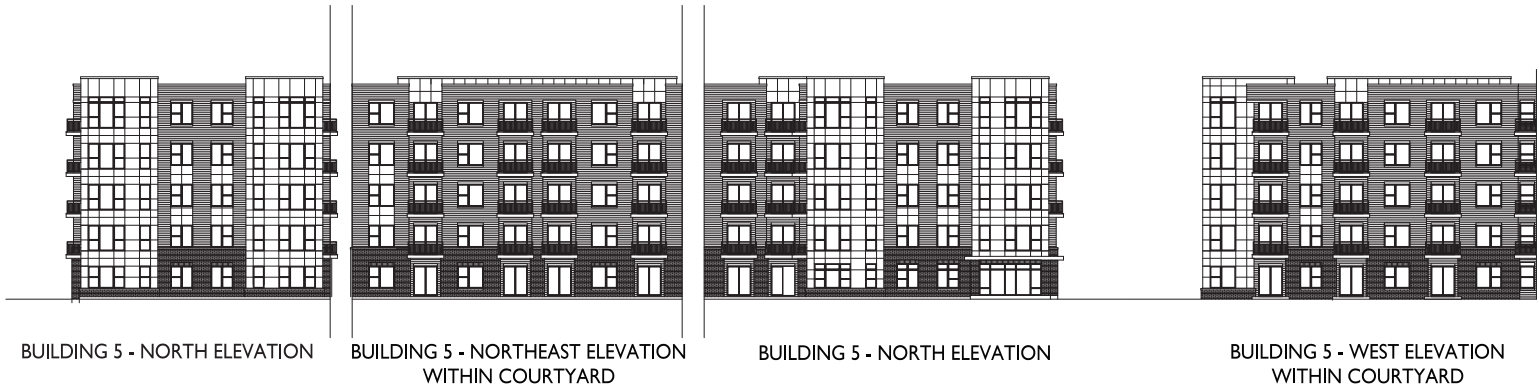 BUILDING 5 - NORTH ELEVATION
BUILDING 5 - NORTHEAST ELEVATION
WITHIN COURTYARD
BUILDING 5 - NORTH ELEVATION
BUILDING 5 - WEST ELEVATION
WITHIN COURTYARD